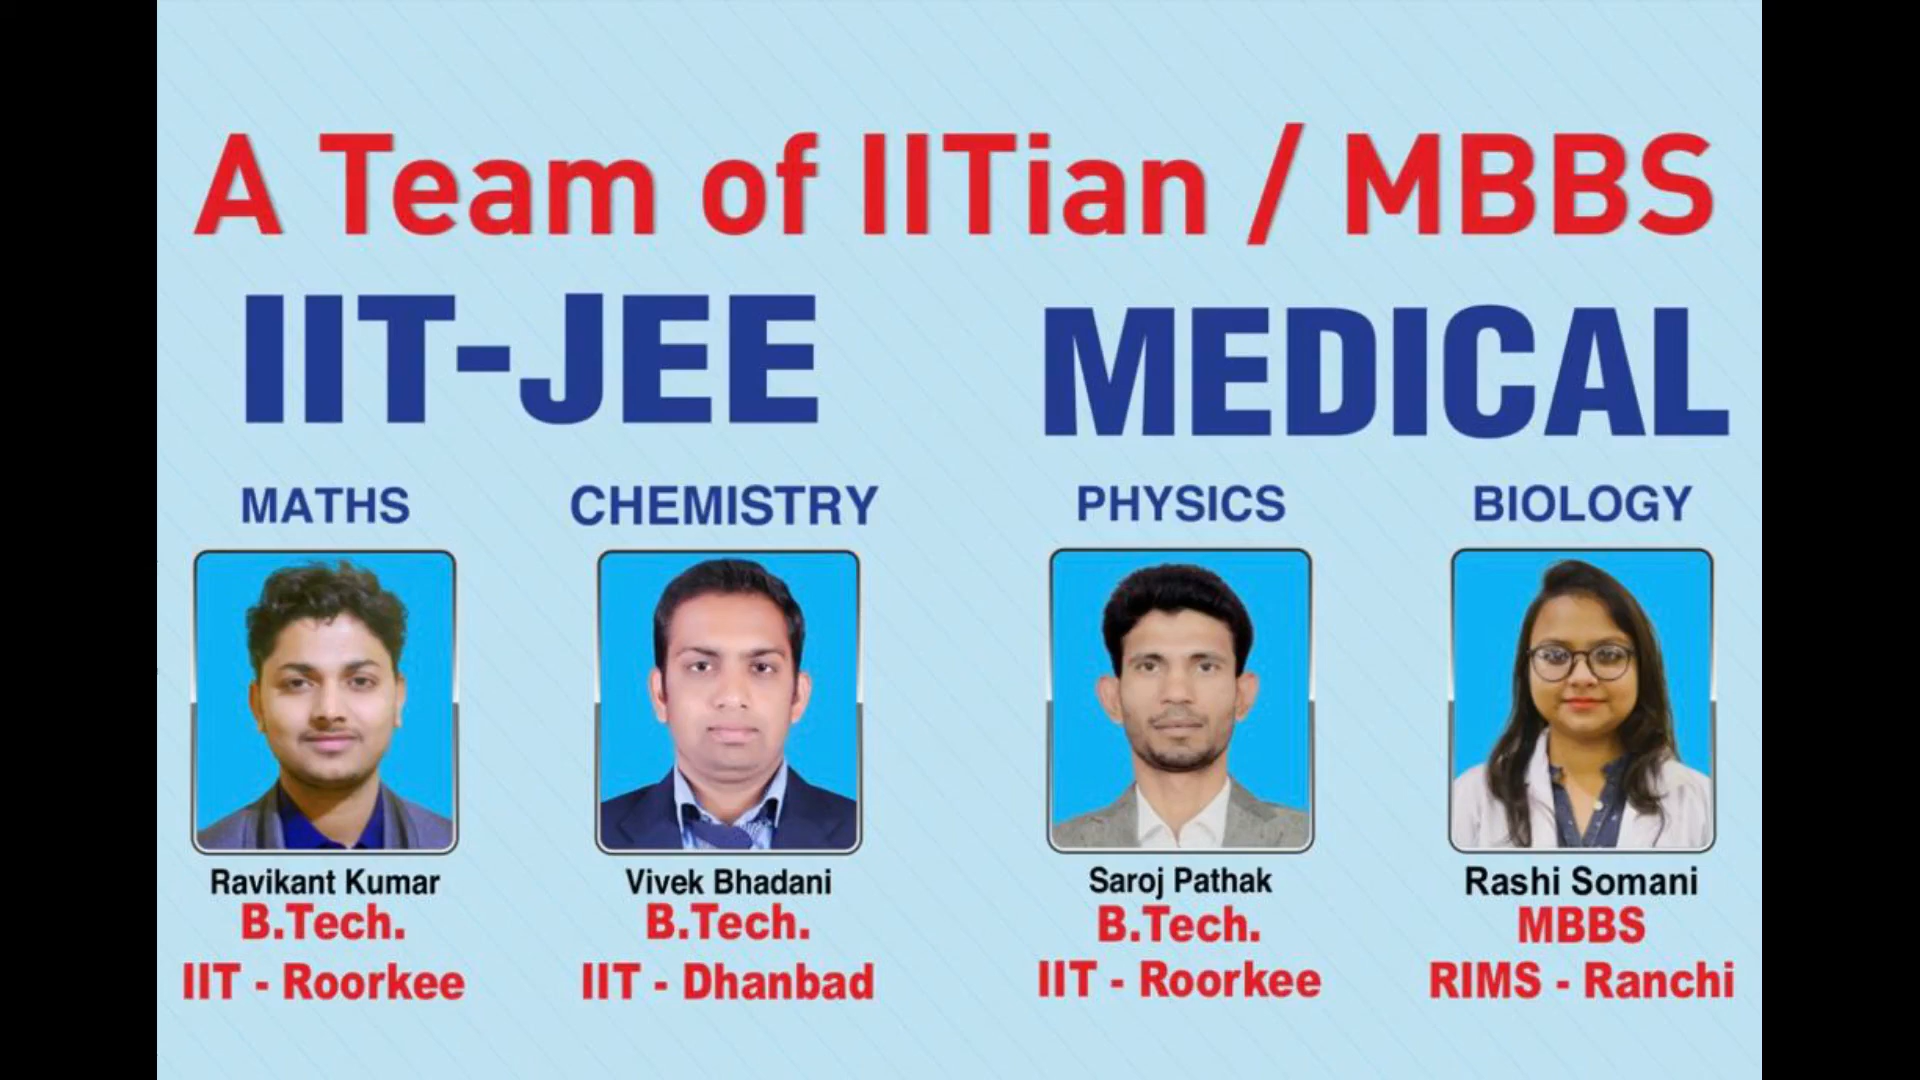 A Team of IITian / MBBS
IIT-JEE MEDICAL
MATHS CHEMISTRY PHYSICS BIOLOGY
Ravikant Kumar Vivek Bhadani Saroj Pathak Rashi Somani
B.Tech. B.Tech. B.Tech. MBBS
IIT - Roorkee IIT - Dhanbad IIT - Roorkee RIMS - Ranchi